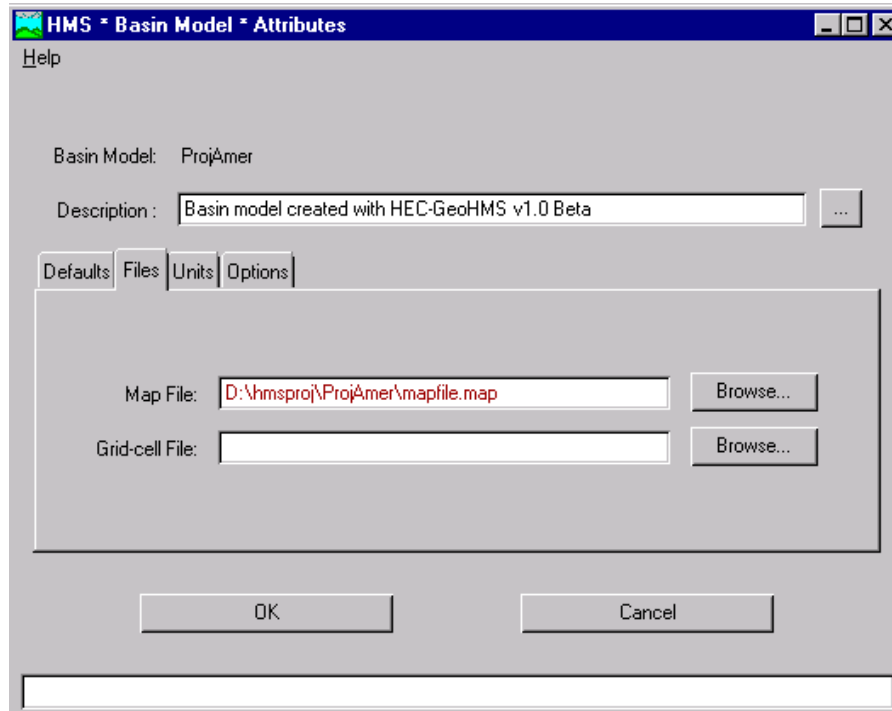 HMS * Basin Model * Attributes
Help
Basin Model: ProjAmer
Description : Basin model created with HEC-GeoHMS v1.0 Beta ...
Defaults Files Units Options
Map File: D:\hmsproj\ProjAmer\mapfile.map Browse...
Grid-cell File: Browse...
OK Cancel